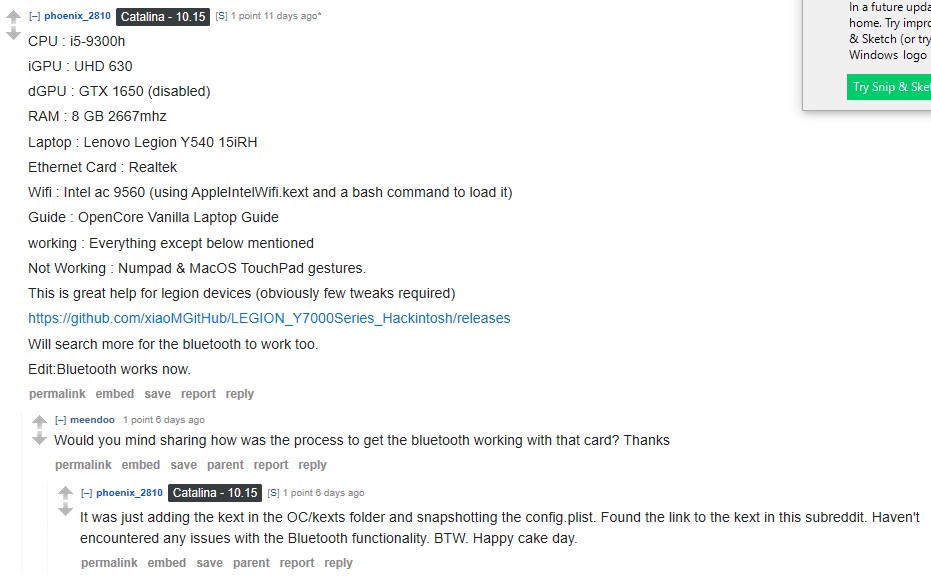 [–] phoenix_2810 Catalina - 10.15 [S] 1 point 11 days ago*
CPU : i5-9300h
iGPU : UHD 630
dGPU : GTX 1650 (disabled)
RAM : 8 GB 2667mhz
Laptop : Lenovo Legion Y540 15iRH
Ethernet Card : Realtek
Wifi : Intel ac 9560 (using AppleIntelWifi.kext and a bash command to load it)
Guide : OpenCore Vanilla Laptop Guide
working : Everything except below mentioned
Not Working : Numpad & MacOS TouchPad gestures.
This is great help for legion devices (obviously few tweaks required)
https://github.com/xiaoMGitHub/LEGION_Y7000Series_Hackintosh/releases
Will search more for the bluetooth to work too.
Edit:Bluetooth works now.
permalink embed save report reply
[–] meendoo 1 point 6 days ago
Would you mind sharing how was the process to get the bluetooth working with that card? Thanks
permalink embed save parent report reply
[–] phoenix_2810 Catalina - 10.15 [S] 1 point 6 days ago
It was just adding the kext in the OC/kexts folder and snapshotting the config.plist. Found the link to the kext in this subreddit. Haven't
encountered any issues with the Bluetooth functionality. BTW. Happy cake day.
permalink embed save parent report reply
In a future upda
home. Try impro
& Sketch (or try
Windows logo
Try Snip & Sket